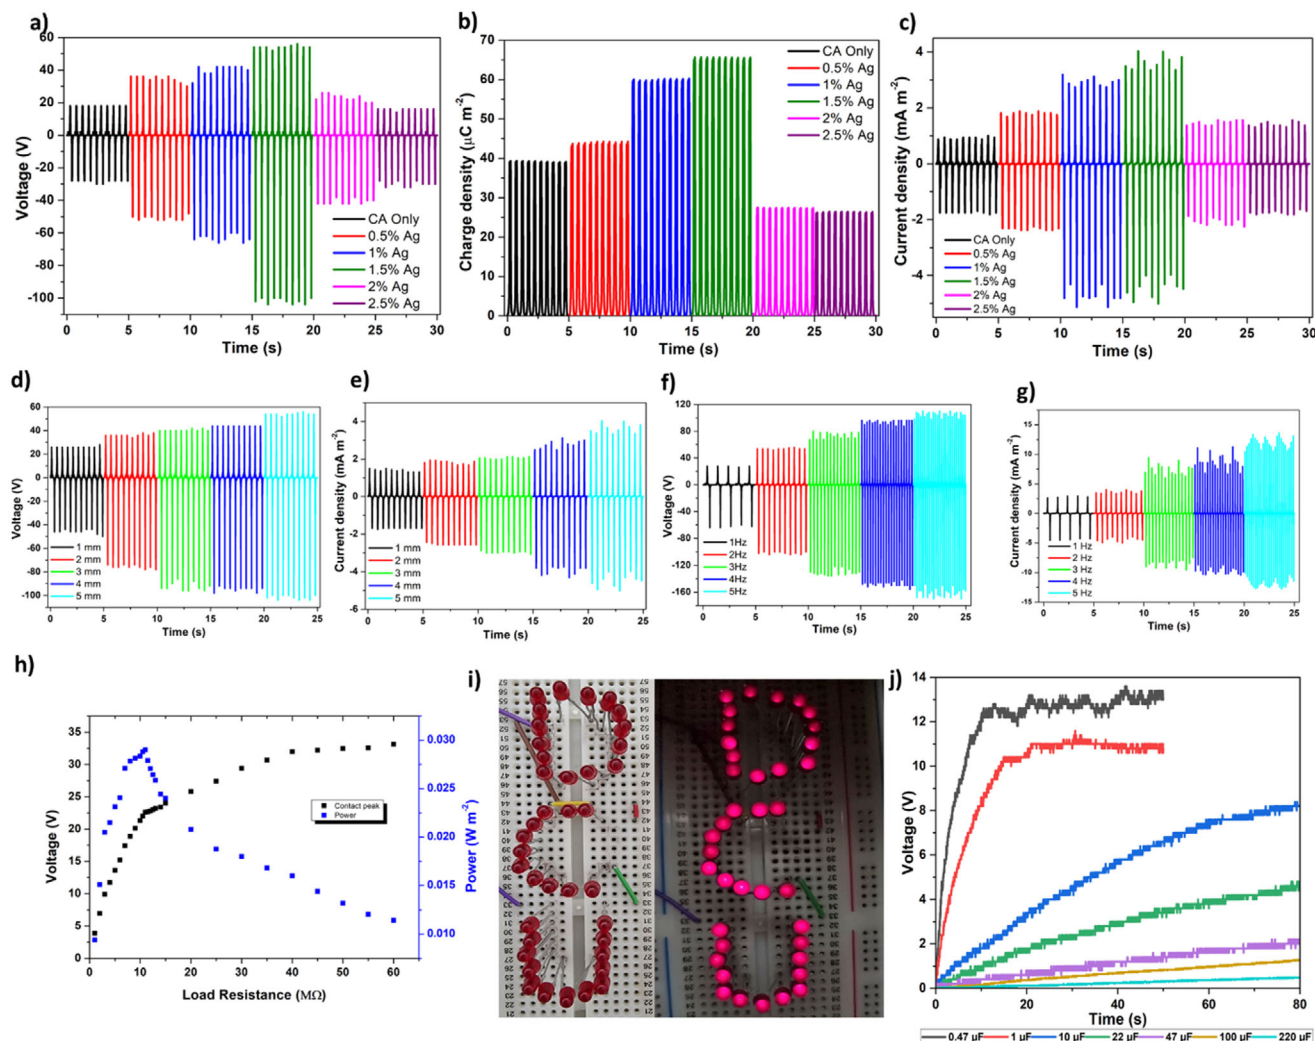 a)
60
40
20
0
-20
-40
-60
-80
-100
Voltage (V)
CA Only
0.5% Ag
1% Ag
1.5% Ag
2% Ag
2.5% Ag
0 5 10 15 20 25 30
Time (s)
b)
70
60
50
40
30
20
10
0
Charge density (μC m-2)
CA Only
0.5% Ag
1% Ag
1.5% Ag
2% Ag
2.5% Ag
0 5 10 15 20 25 30
Time (s)
c)
4
2
0
-2
-4
Current density (mA m-2)
CA Only
0.5% Ag
1% Ag
1.5% Ag
2% Ag
2.5% Ag
0 5 10 15 20 25 30
Time (s)
d)
60
40
20
0
-20
-40
-60
-80
-100
Voltage (V)
1 mm
2 mm
3 mm
4 mm
5 mm
0 5 10 15 20 25
Time (s)
e)
4
2
0
-2
-4
-6
Current density (mA m-2)
1 mm
2 mm
3 mm
4 mm
5 mm
0 5 10 15 20 25
Time (s)
f)
120
80
40
0
-40
-80
-120
-160
Voltage (V)
1Hz
2Hz
3Hz
4Hz
5Hz
0 5 10 15 20 25
Time (s)
g)
15
10
5
0
-5
-10
-15
Current density (mA m-2)
1 Hz
2 Hz
3 Hz
4 Hz
5 Hz
0 5 10 15 20 25
Time (s)
h)
35
30
25
20
15
10
5
0
Voltage (V)
Contact peak
Power
0.030
0.025
0.020
0.015
0.010
Power (W m-2)
0 10 20 30 40 50 60
Load Resistance (MΩ)
i)
j)
14
12
10
8
6
4
2
0
Voltage (V)
0 20 40 60 80
Time (s)
0.47 μF 1 μF 10 μF 22 μF 47 μF 100 μF 220 μF